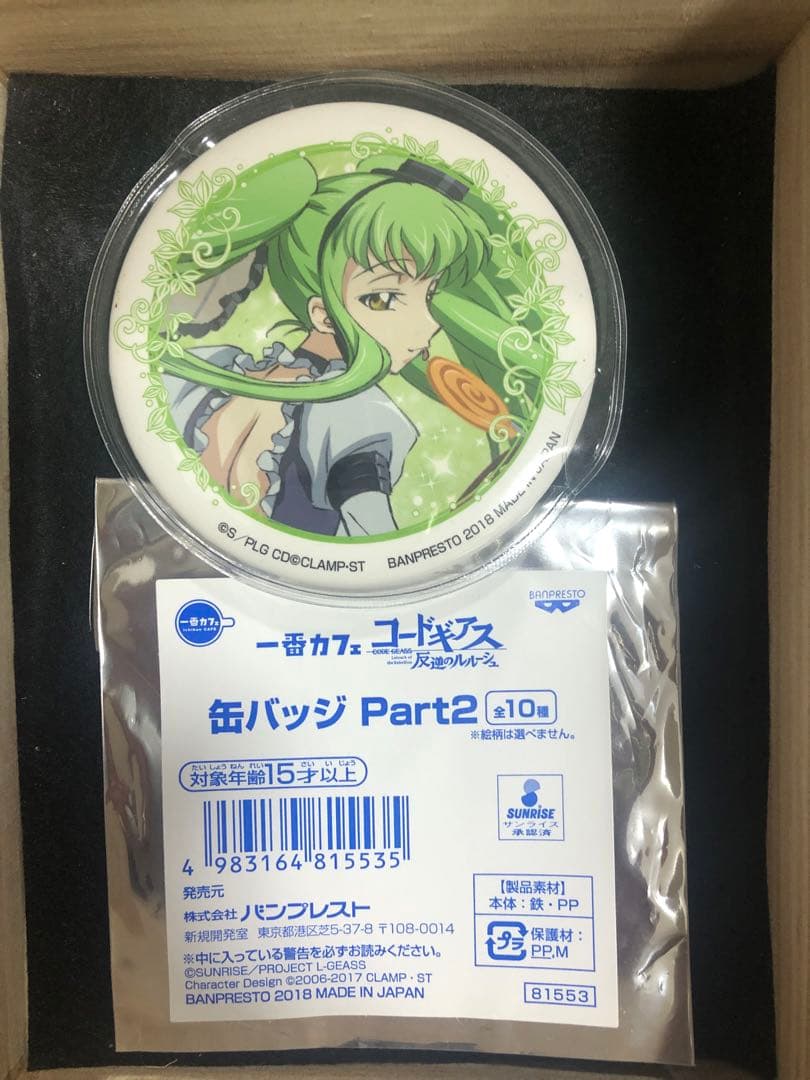 ©S／PLG CD©CLAMP・ST BANPRESTO 2018 MADE IN JAPAN
一番カフェ
ichiban CAFE
BANPRESTO
一番カフェ コードギアス
CODE GEASS
Lelouch of the Rebellion
反逆のルルーシュ
缶バッジ Part2 全10種
※絵柄は選べません。
たい しょう ねん れい さい い じょう
対象年齢15才以上
SUNRISE
サンライズ
承認済
4 983164 815535
発売元
株式会社 バンプレスト
新規開発室 東京都港区芝5-37-8 〒108-0014
【製品素材】
本体：鉄・PP
プラ
保護材：
PP,M
※中に入っている警告を必ずお読みください。
©SUNRISE／PROJECT L-GEASS
Character Design ©2006-2017 CLAMP・ST
BANPRESTO 2018 MADE IN JAPAN
81553